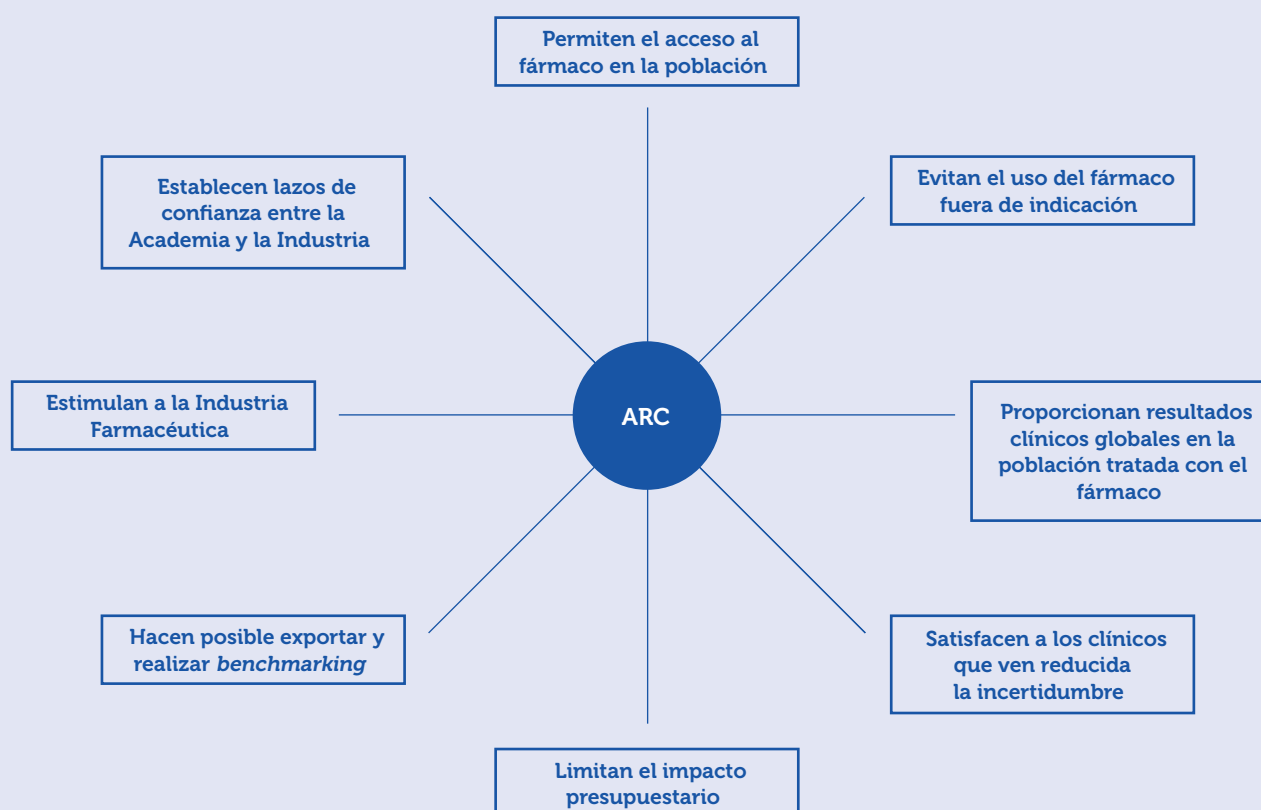 Permiten el acceso al
fármaco en la población
Establecen lazos de
confianza entre la
Academia y la Industria
Evitan el uso del fármaco
fuera de indicación
Estimulan a la Industria
Farmacéutica
ARC
Proporcionan resultados
clínicos globales en la
población tratada con el
fármaco
Hacen posible exportar y
realizar benchmarking
Satisfacen a los clínicos
que ven reducida
la incertidumbre
Limitan el impacto
presupuestario